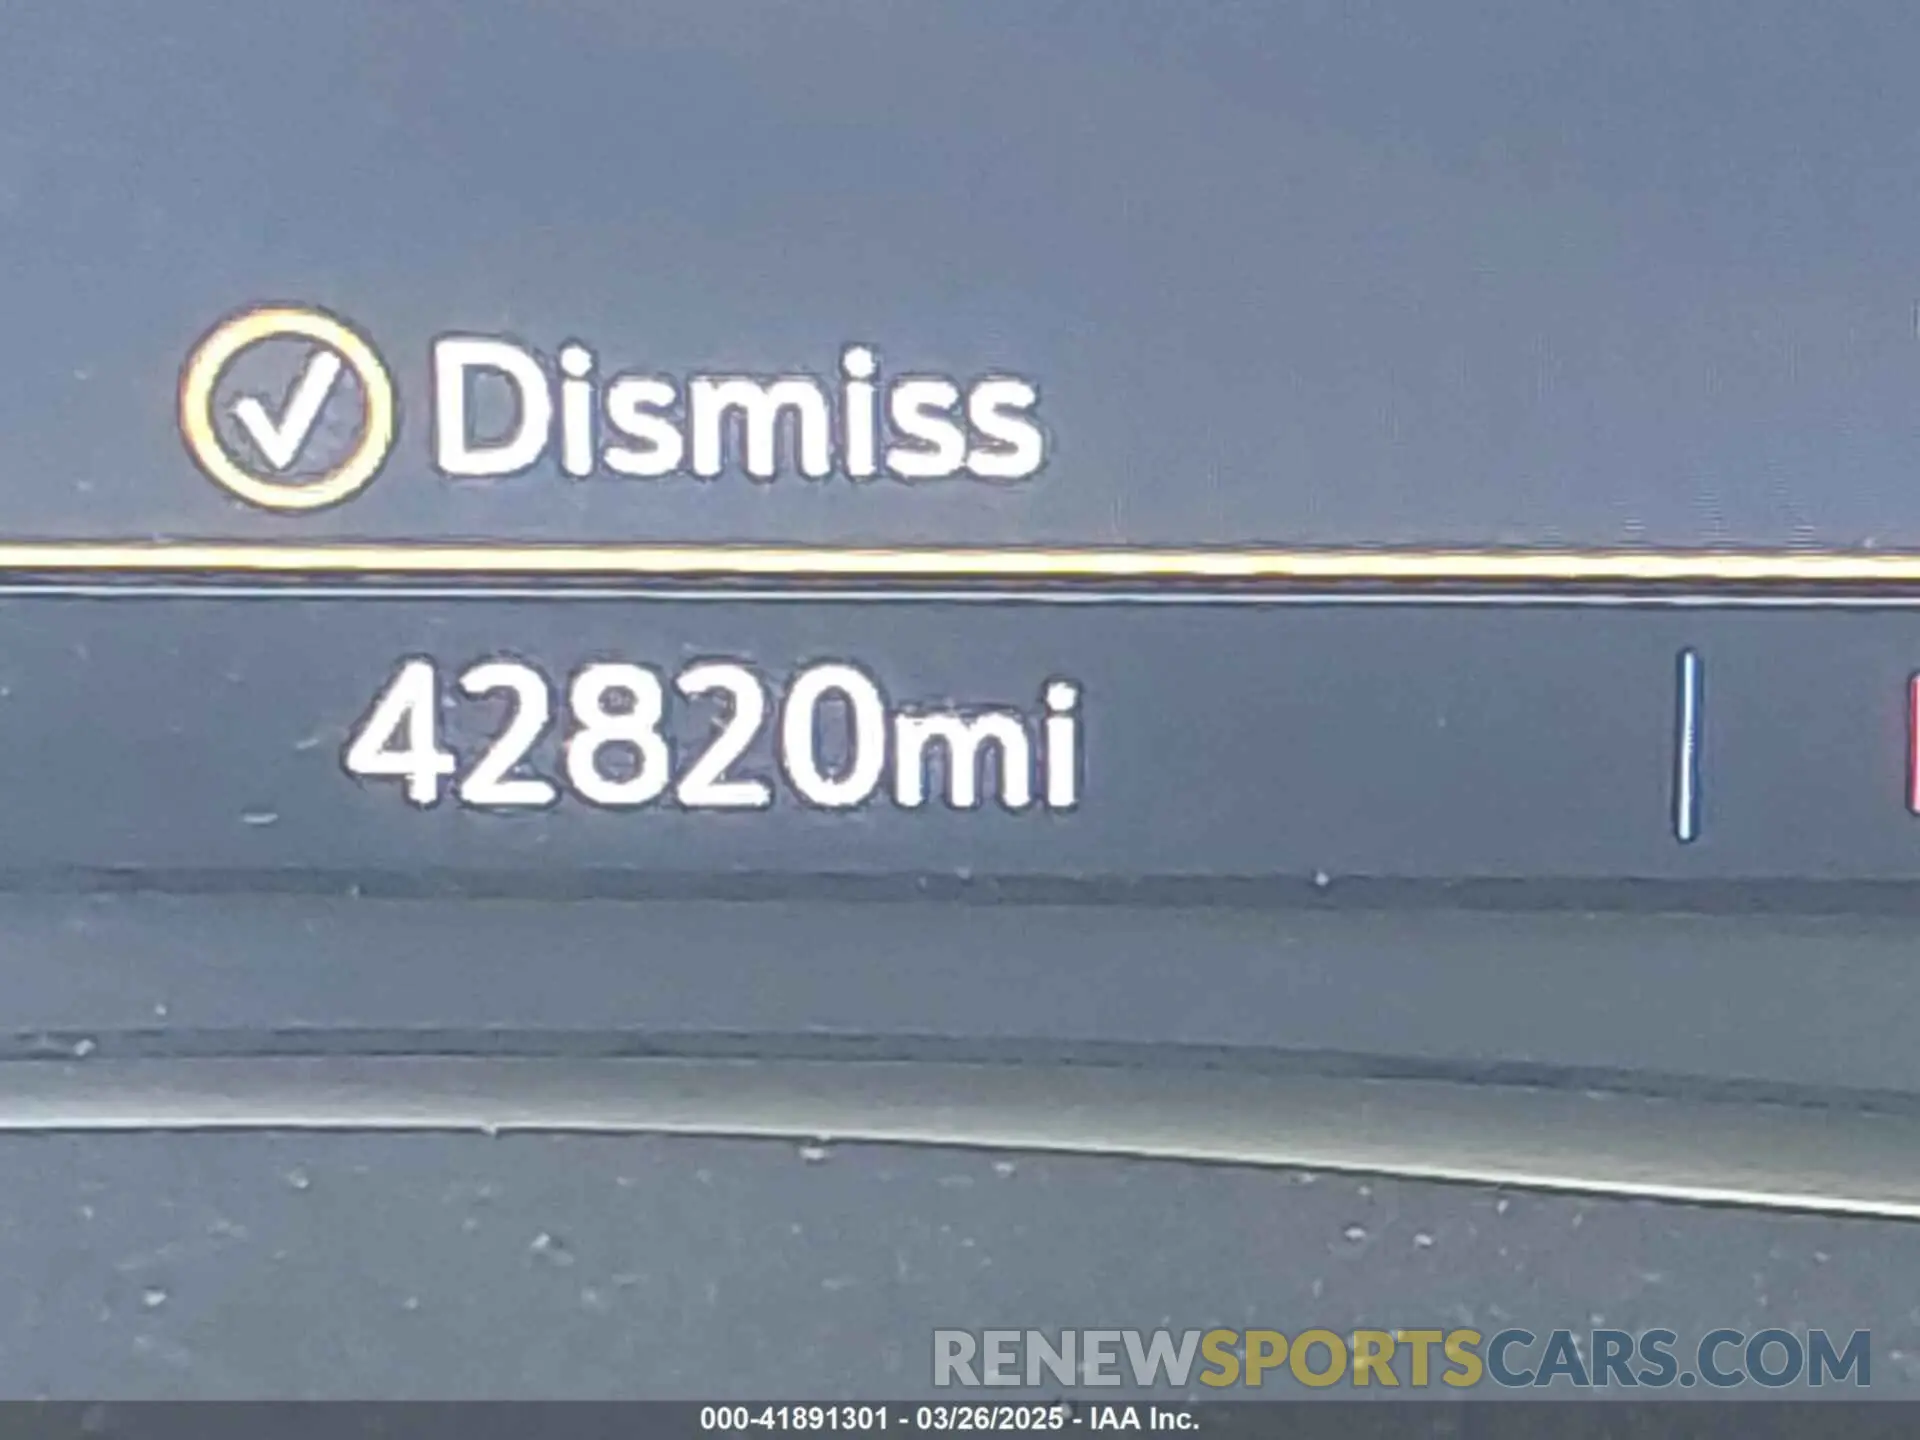 Dismiss
42820mi
RENEWSPORTSCARS.COM
000-41891301 - 03/26/2025 - IAA Inc.